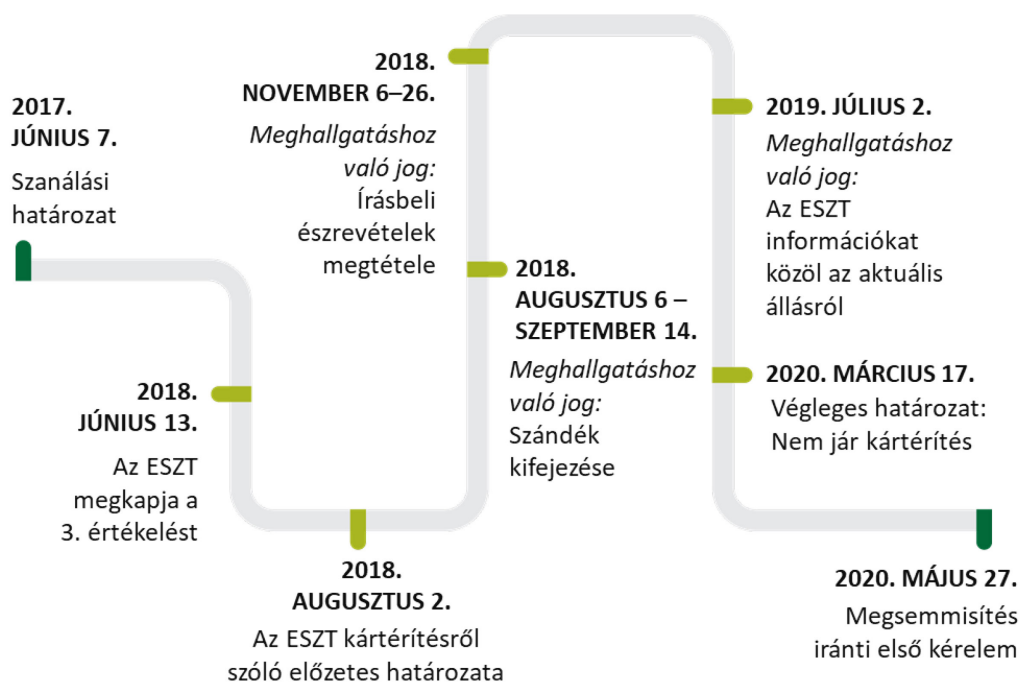 2017.
JÚNIUS 7.
Szanálási
határozat
2018.
JÚNIUS 13.
Az ESZT
megkapja a
3. értékelést
2018.
AUGUSZTUS 2.
Az ESZT kártérítésről
szóló előzetes határozata
2018.
AUGUSZTUS 6 –
SZEPTEMBER 14.
Meghallgatáshoz
való jog:
Szándék
kifejezése
2018.
NOVEMBER 6–26.
Meghallgatáshoz
való jog:
Írásbeli
észrevételek
megtétele
2019. JÚLIUS 2.
Meghallgatáshoz
való jog:
Az ESZT
információkat
közöl az aktuális
állásról
2020. MÁRCIUS 17.
Végleges határozat:
Nem jár kártérítés
2020. MÁJUS 27.
Megsemmisítés
iránti első kérelem